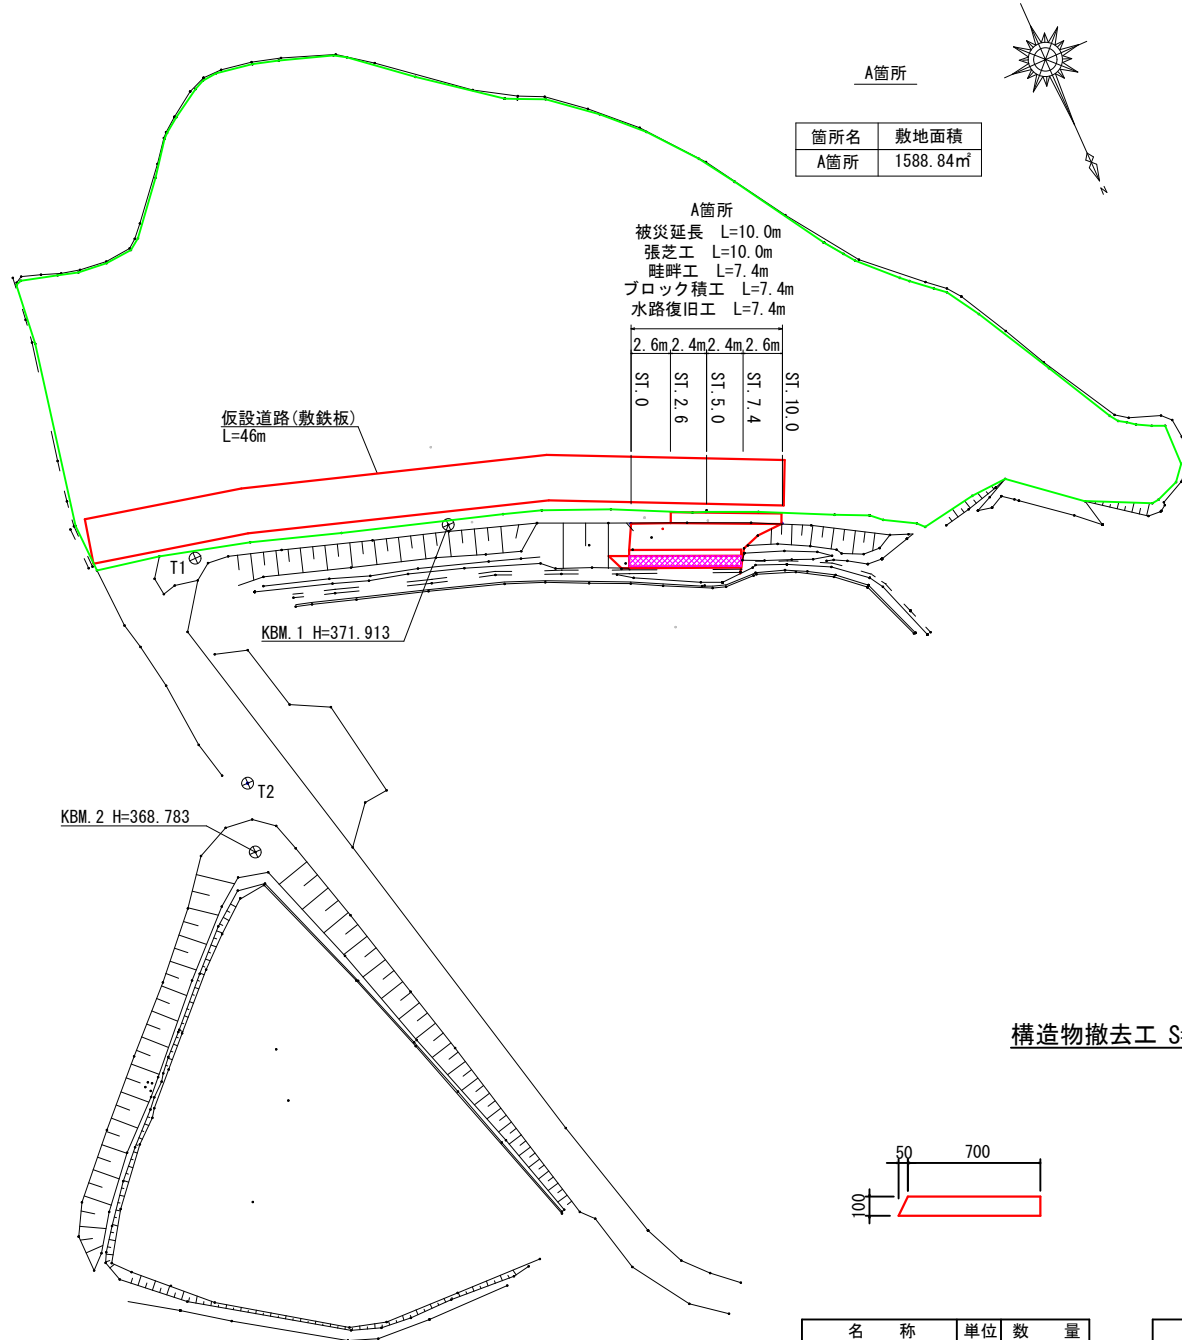 A箇所
箇所名 敷地面積
A箇所 1588.84㎡
N
A箇所
被災延長 L=10.0m
張芝工 L=10.0m
畦畔工 L=7.4m
ブロック積工 L=7.4m
水路復旧工 L=7.4m
2.6m 2.4m 2.4m 2.6m
ST.0
ST.2.6
ST.5.0
ST.7.4
ST.10.0
仮設道路(敷鉄板)
L=46m
T1
KBM.1 H=371.913
T2
KBM.2 H=368.783
構造物撤去工 S
50 700
100
名 称 単位 数 量